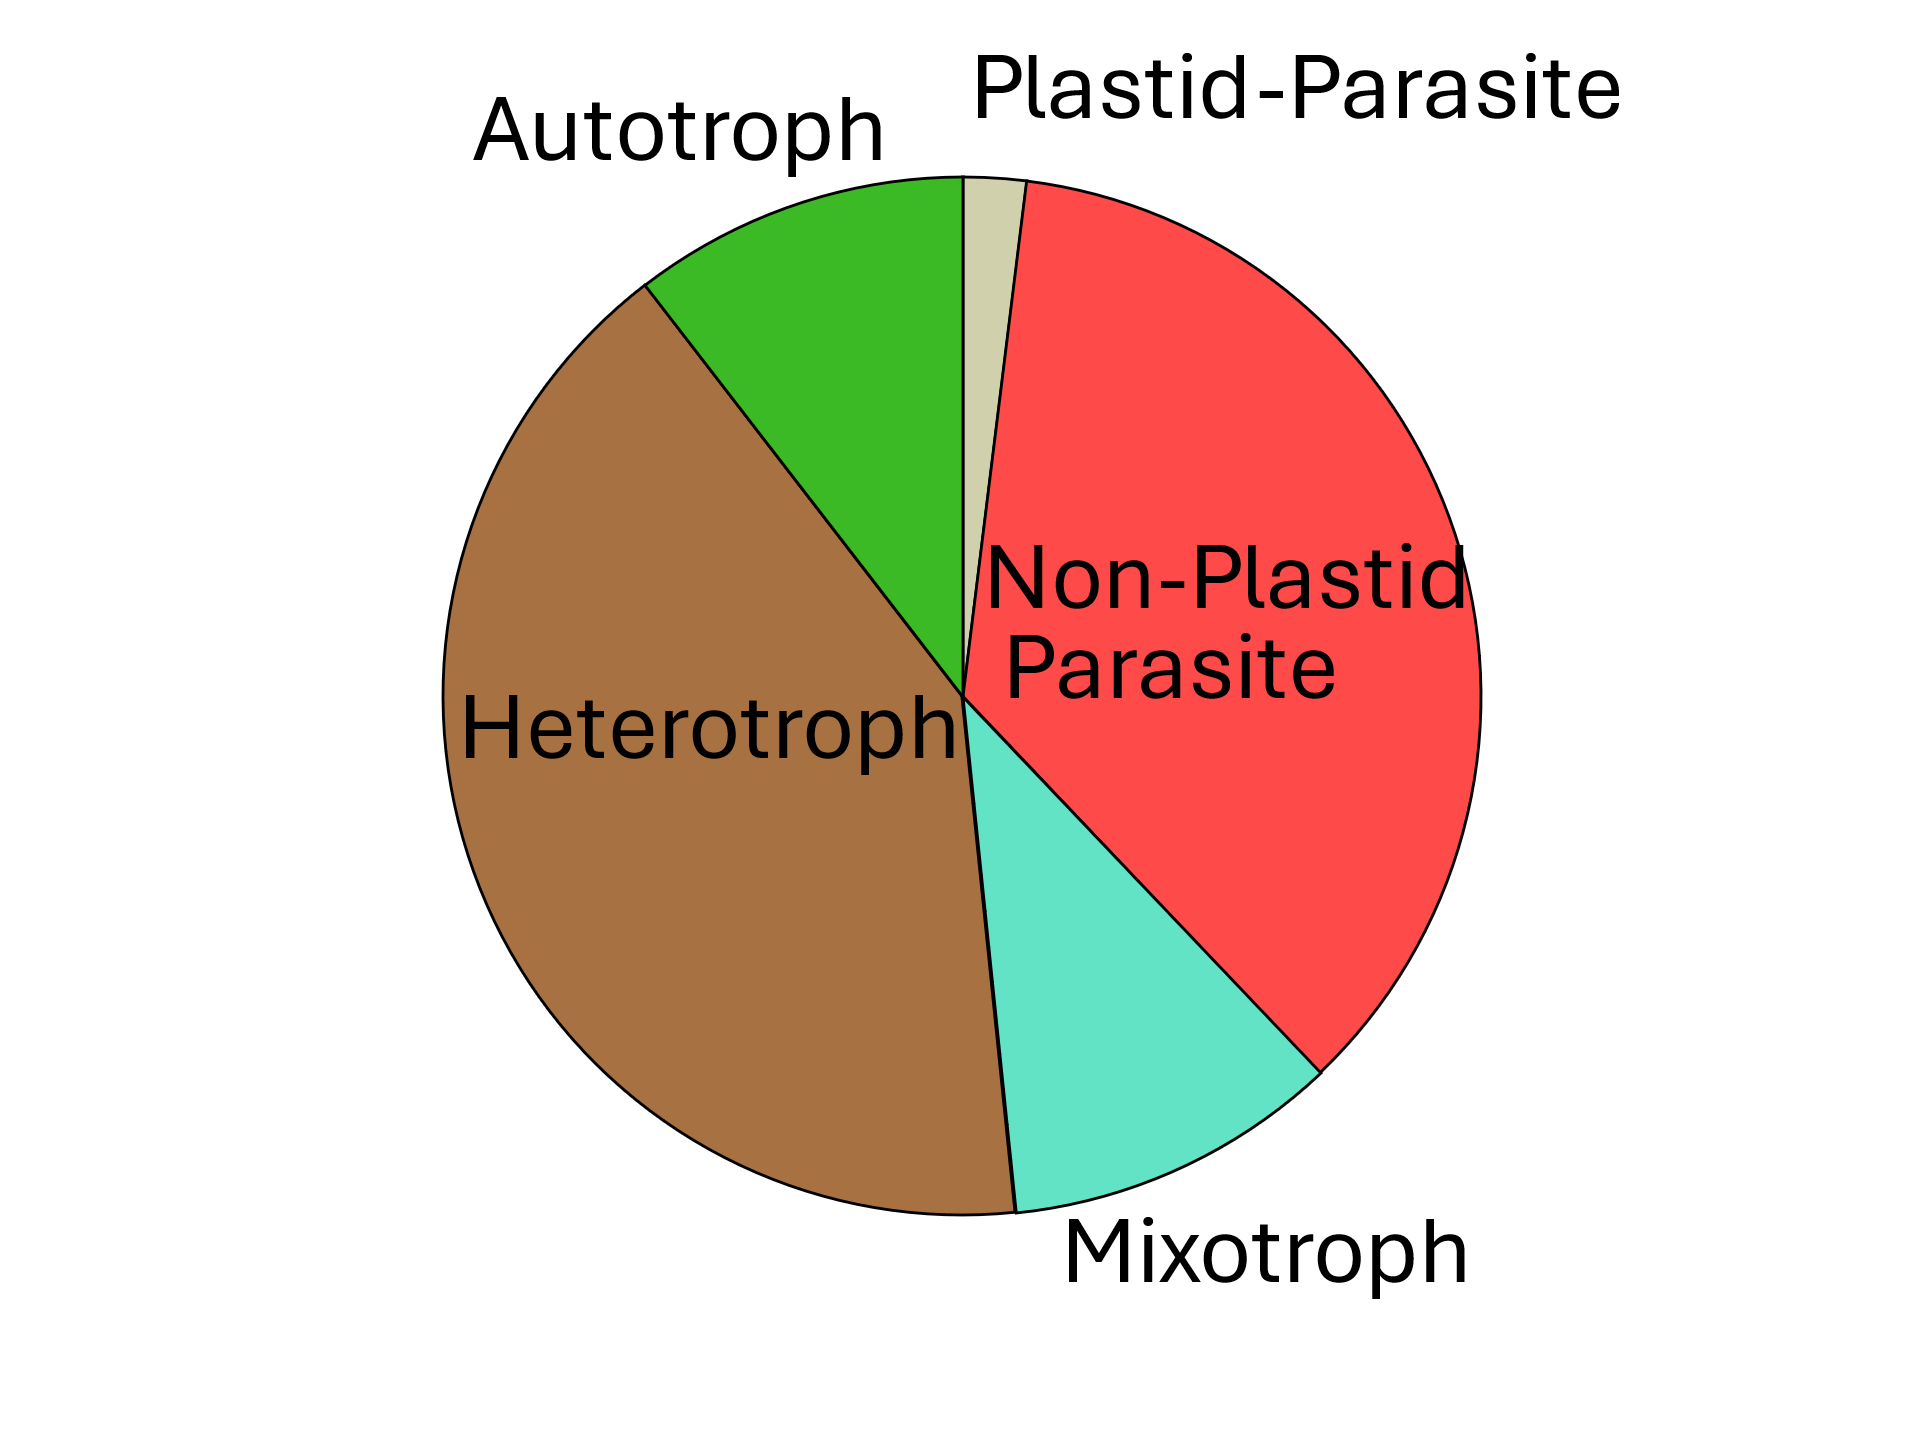 Plastid-Parasite
Autotroph
Non-Plastid
Parasite
Heterotroph
Mixotroph